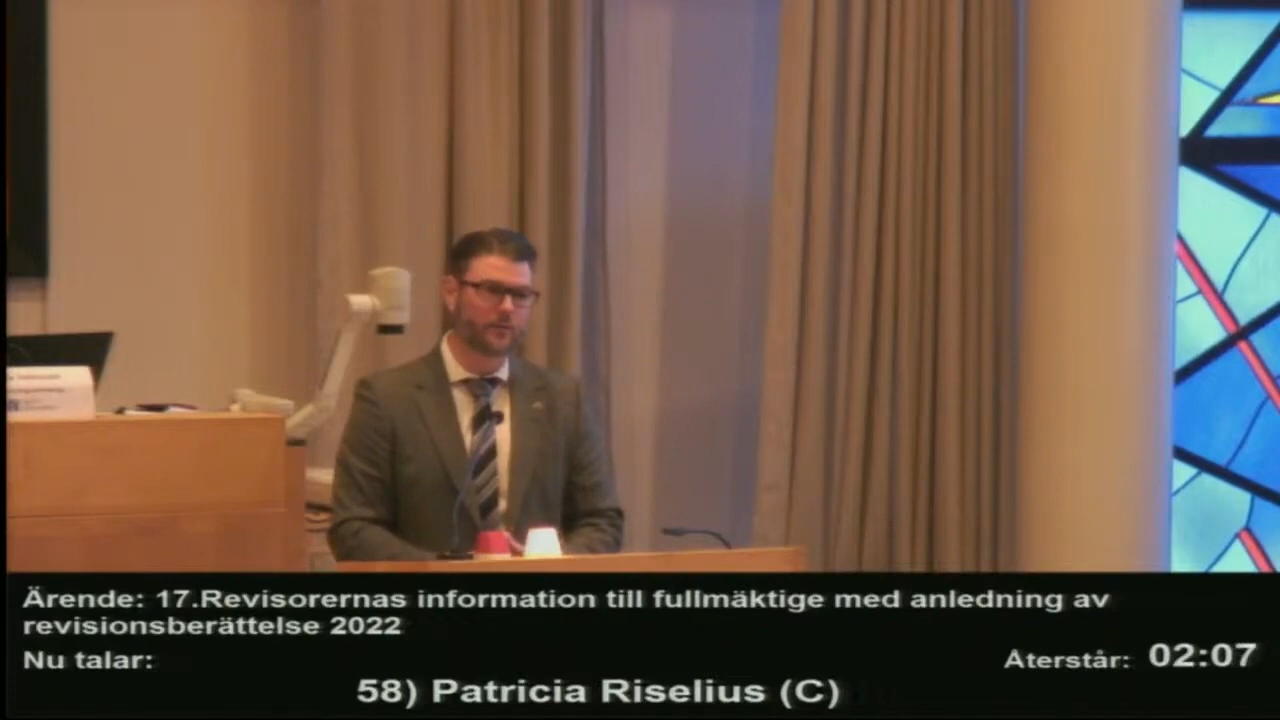 Ärende: 17.Revisorernas information till fullmäktige med anledning av
revisionsberättelse 2022
Nu talar:
Återstår: 02:07
58) Patricia Riselius (C)